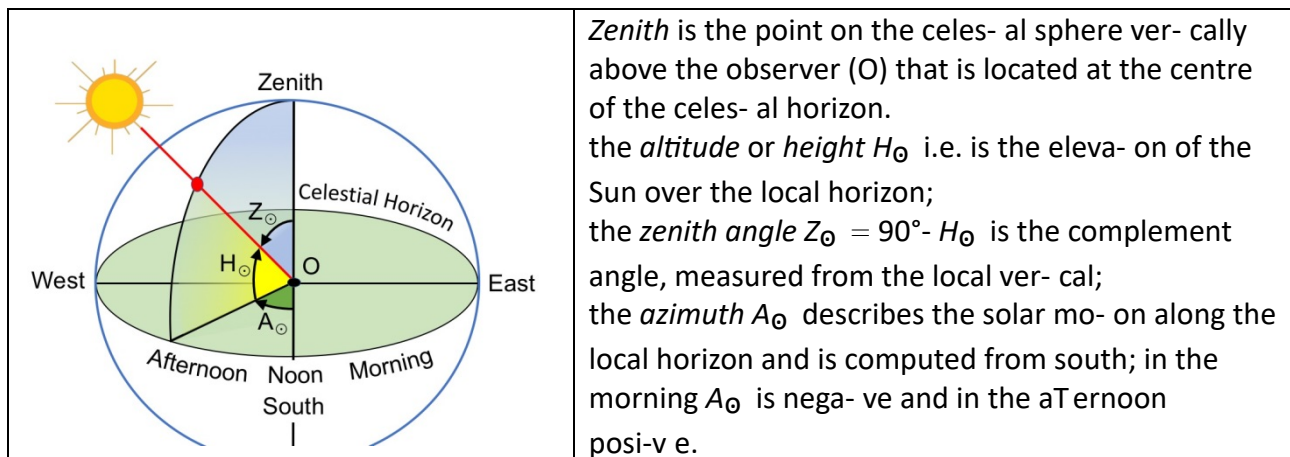 Zenith
Celestial Horizon
Z⊙
H⊙
O
West
East
A⊙
Afternoon
Noon
Morning
South
Zenith is the point on the celes- al sphere ver- cally
above the observer (O) that is located at the centre
of the celes- al horizon.
the altitude or height H⊙ i.e. is the eleva- on of the
Sun over the local horizon;
the zenith angle Z⊙ = 90°- H⊙ is the complement
angle, measured from the local ver- cal;
the azimuth A⊙ describes the solar mo- on along the
local horizon and is computed from south; in the
morning A⊙ is nega- ve and in the aT ernoon
posi-v e.